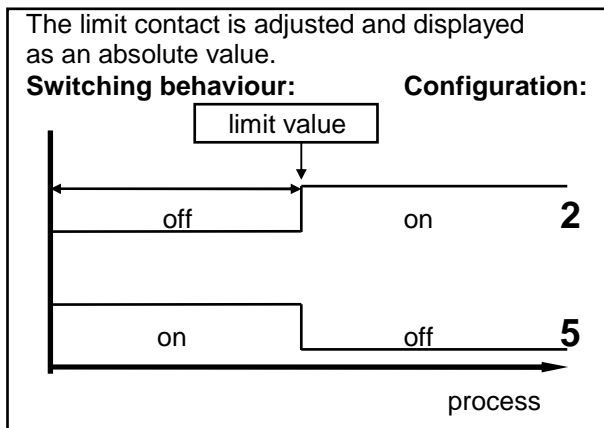 The limit contact is adjusted and displayed
as an absolute value.
Switching behaviour: Configuration:
limit value
off on 2
on off 5
process